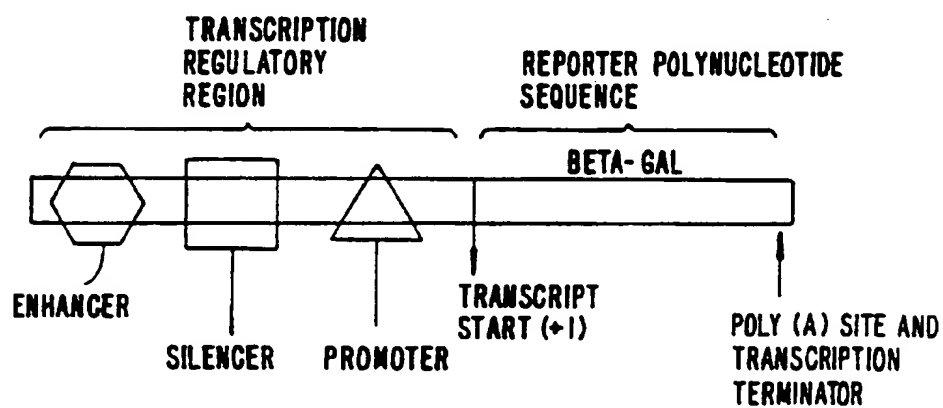 TRANSCRIPTION
REGULATORY
REGION
REPORTER POLYNUCLEOTIDE
SEQUENCE
BETA-GAL
ENHANCER
SILENCER
PROMOTER
TRANSCRIPT
START (+1)
POLY (A) SITE AND
TRANSCRIPTION
TERMINATOR